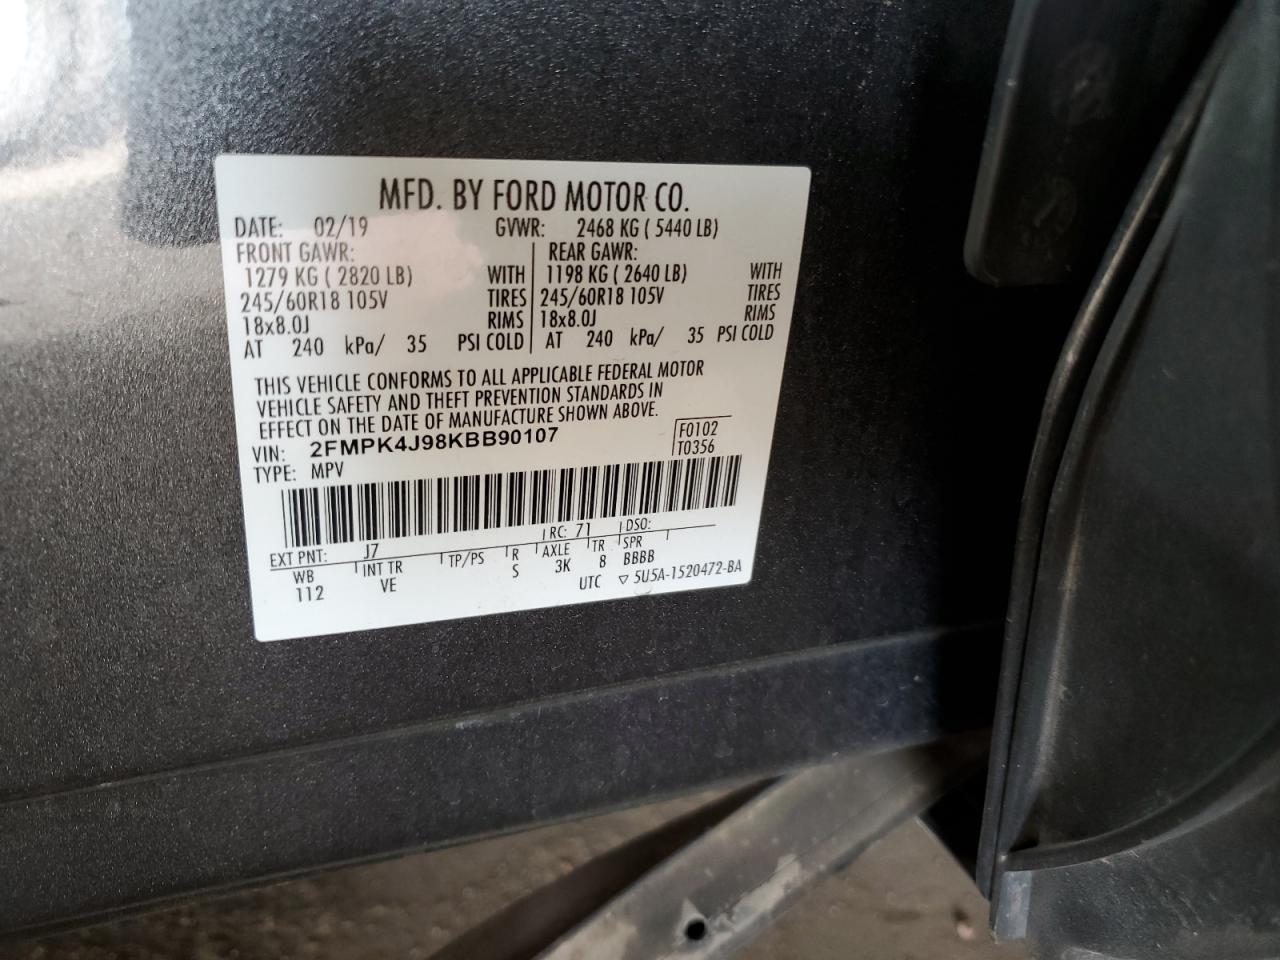 MFD. BY FORD MOTOR CO.
DATE: 02/19 GVWR: 2468 KG ( 5440 LB)
FRONT GAWR: REAR GAWR:
1279 KG ( 2820 LB) WITH 1198 KG ( 2640 LB) WITH
245/60R18 105V TIRES 245/60R18 105V TIRES
18x8.0J RIMS 18x8.0J RIMS
AT 240 kPa/ 35 PSI COLD AT 240 kPa/ 35 PSI COLD
THIS VEHICLE CONFORMS TO ALL APPLICABLE FEDERAL MOTOR
VEHICLE SAFETY AND THEFT PREVENTION STANDARDS IN
EFFECT ON THE DATE OF MANUFACTURE SHOWN ABOVE.
VIN: 2FMPK4J98KBB90107 F0102
TYPE: MPV T0356
EXT PNT: J7 RC: 71 DSO:
WB INT TR TP/PS R AXLE TR SPR
112 VE S 3K 8 BBBB
UTC ▽ 5U5A-1520472-BA